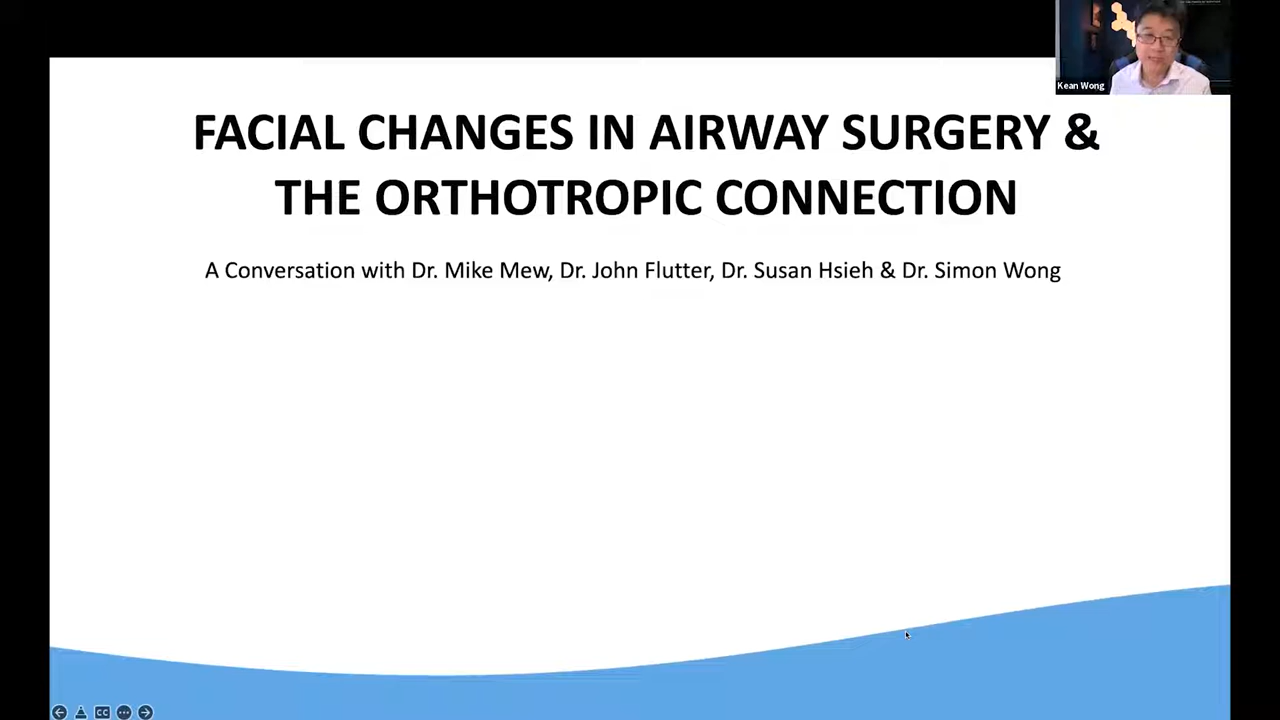 Kean Wong
FACIAL CHANGES IN AIRWAY SURGERY &
THE ORTHOTROPIC CONNECTION
A Conversation with Dr. Mike Mew, Dr. John Flutter, Dr. Susan Hsieh & Dr. Simon Wong
CC